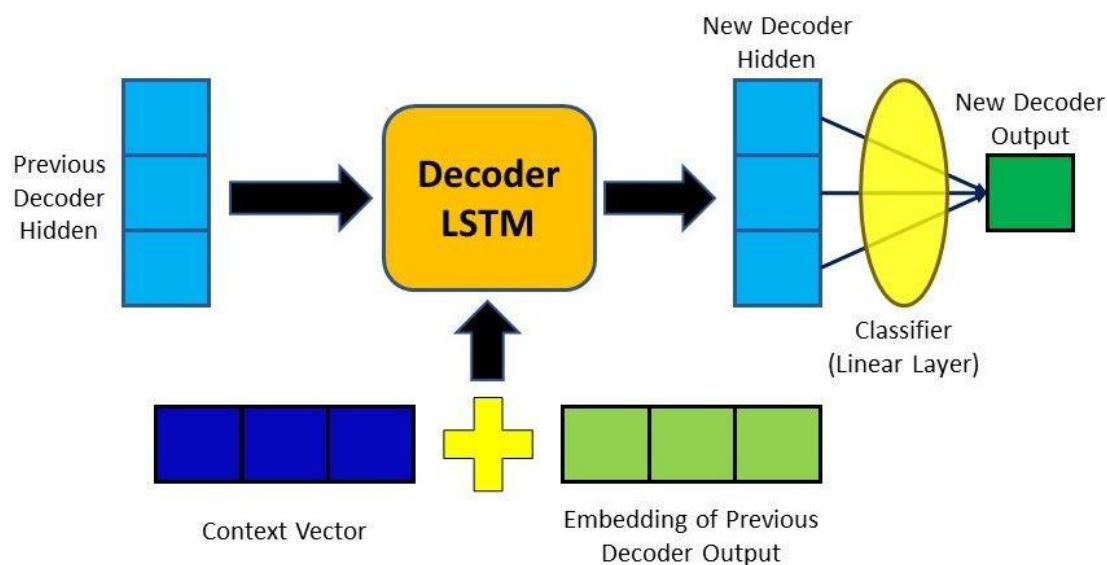 New Decoder
Hidden
New Decoder
Output
Previous
Decoder
Hidden
Decoder
LSTM
Classifier
(Linear Layer)
Context Vector
Embedding of Previous
Decoder Output